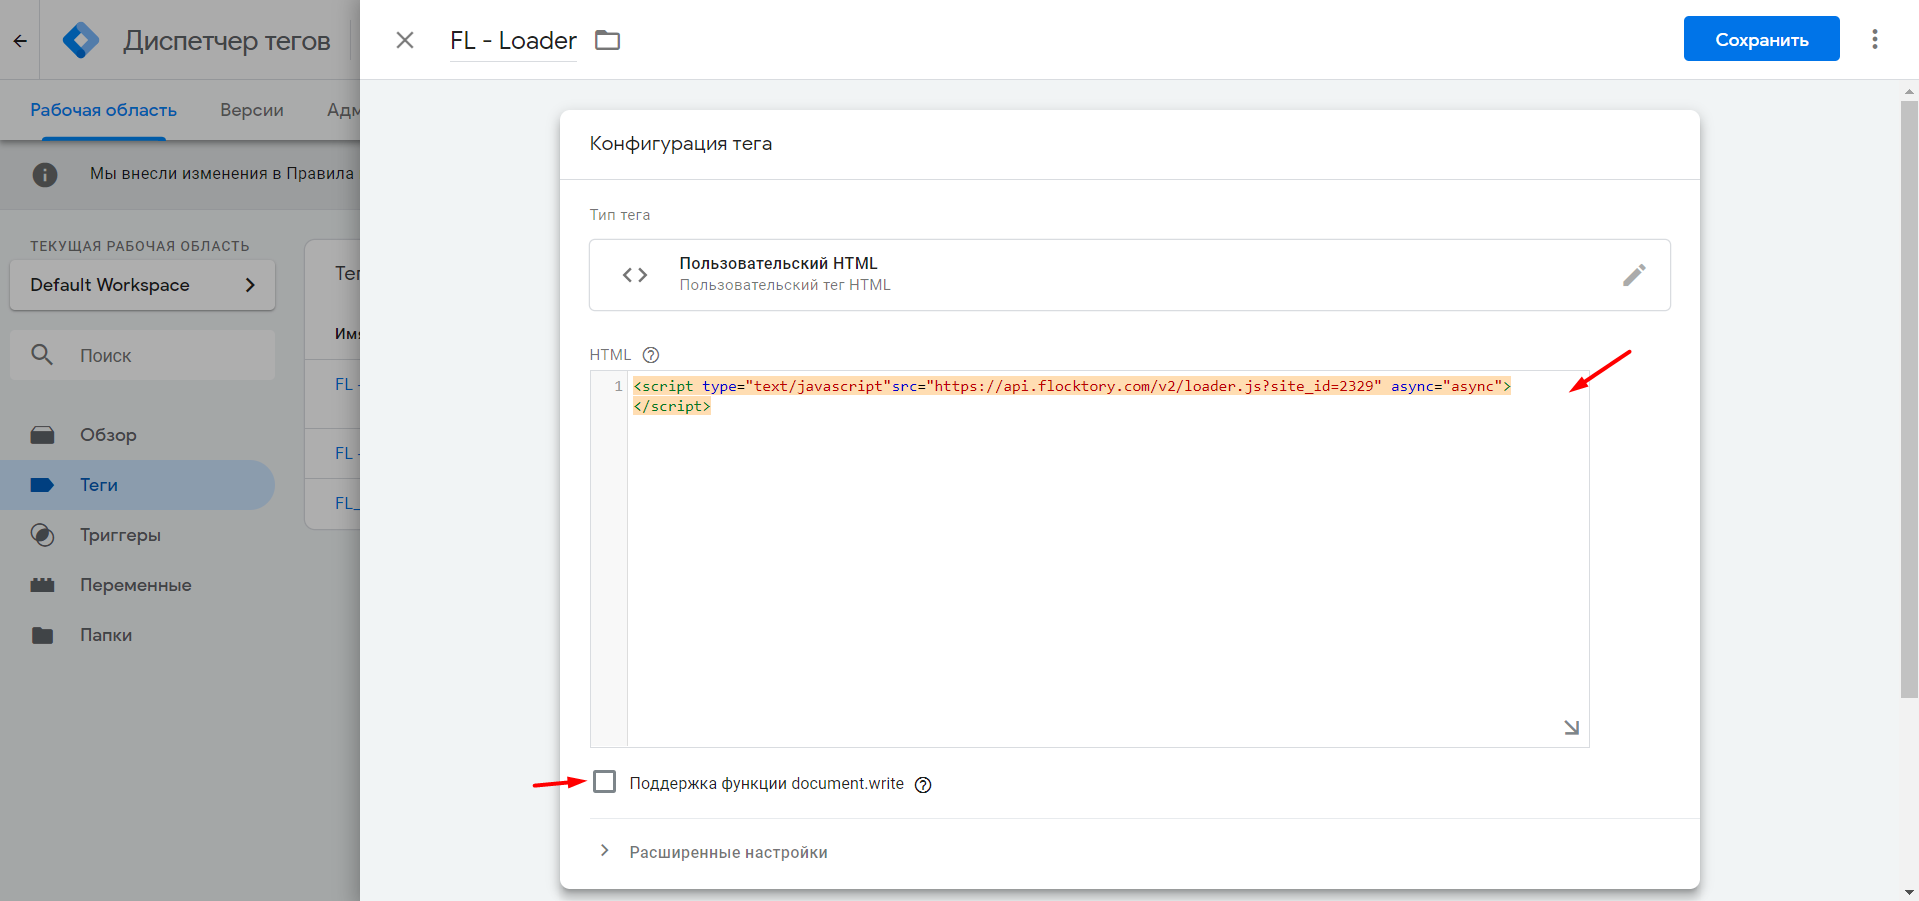 Диспетчер тегов
FL - Loader
Сохранить
Рабочая область
Версии
Адм
Мы внесли изменения в Правила
ТЕКУЩАЯ РАБОЧАЯ ОБЛАСТЬ
Default Workspace
Поиск
Обзор
Теги
Триггеры
Переменные
Папки
Тег
Имя
FL -
FL -
FL_
Конфигурация тега
Тип тега
Пользовательский HTML
Пользовательский тег HTML
HTML
1
<script type="text/javascript"src="https://api.flocktory.com/v2/loader.js?site_id=2329" async="async">
</script>
Поддержка функции document.write
Расширенные настройки